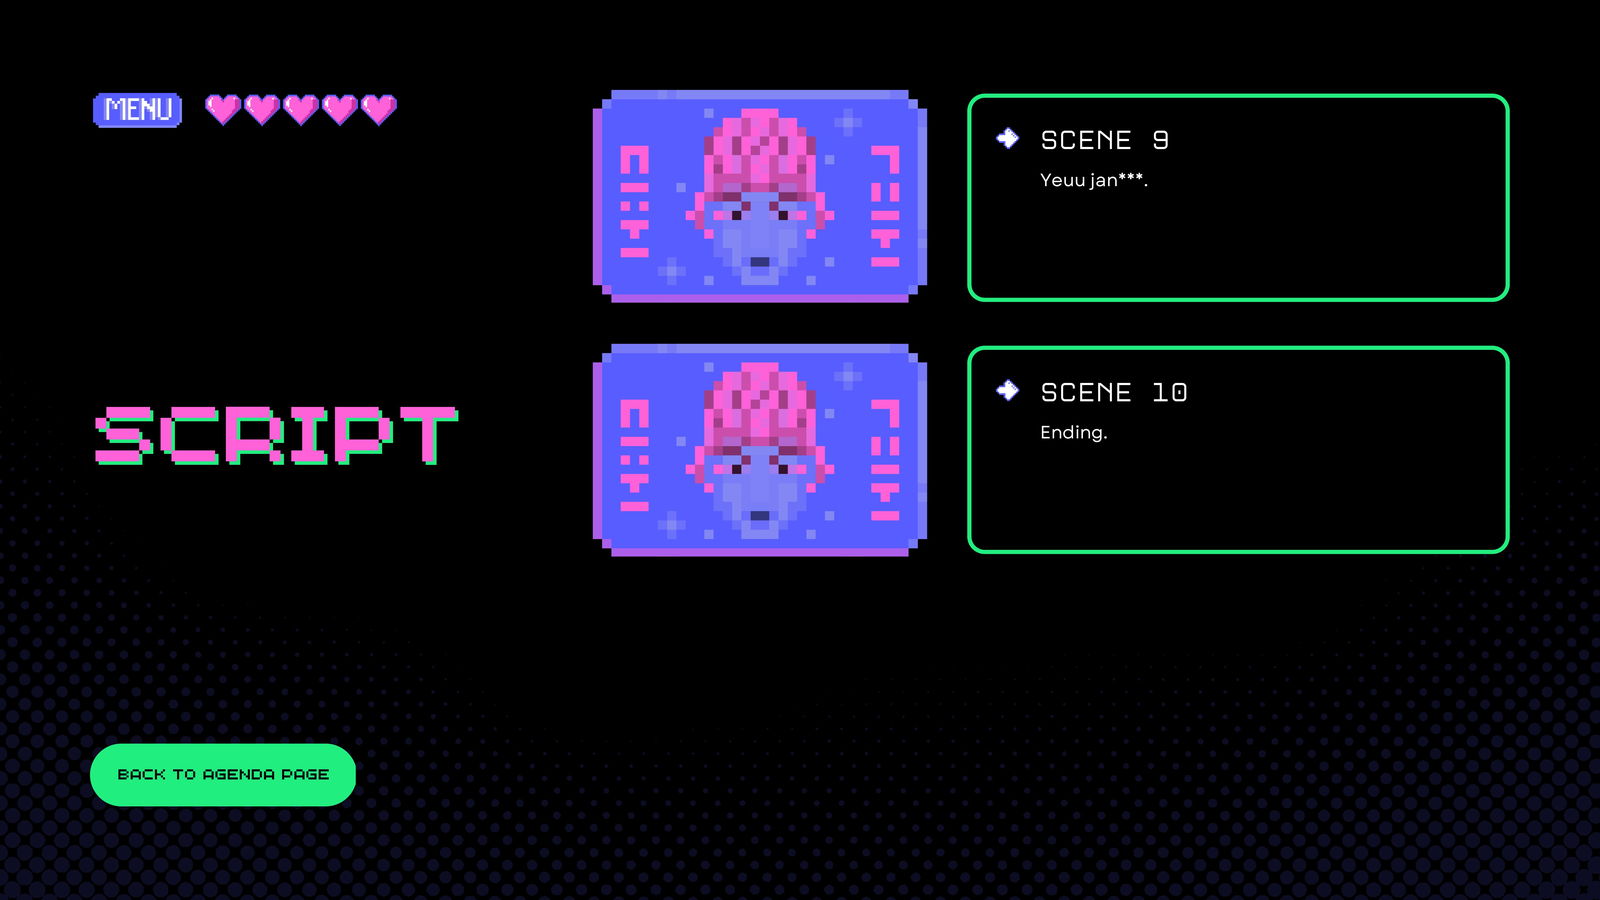 MENU
SCENE 9
Yeuu jan***.
SCRIPT
SCENE 10
Ending.
BACK TO AGENDA PAGE